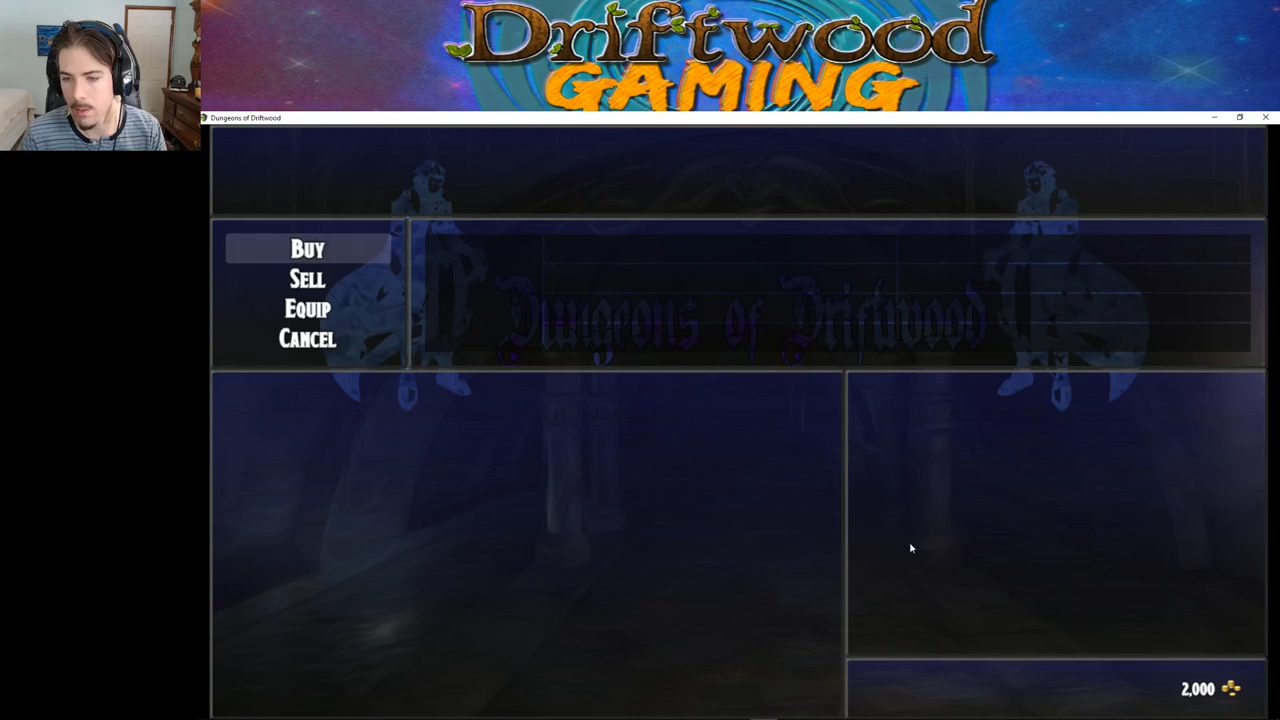 Driftwood
GAMING
Dungeons of Driftwood
Buy
Sell
Equip
Cancel
Dungeons of Driftwood
2,000